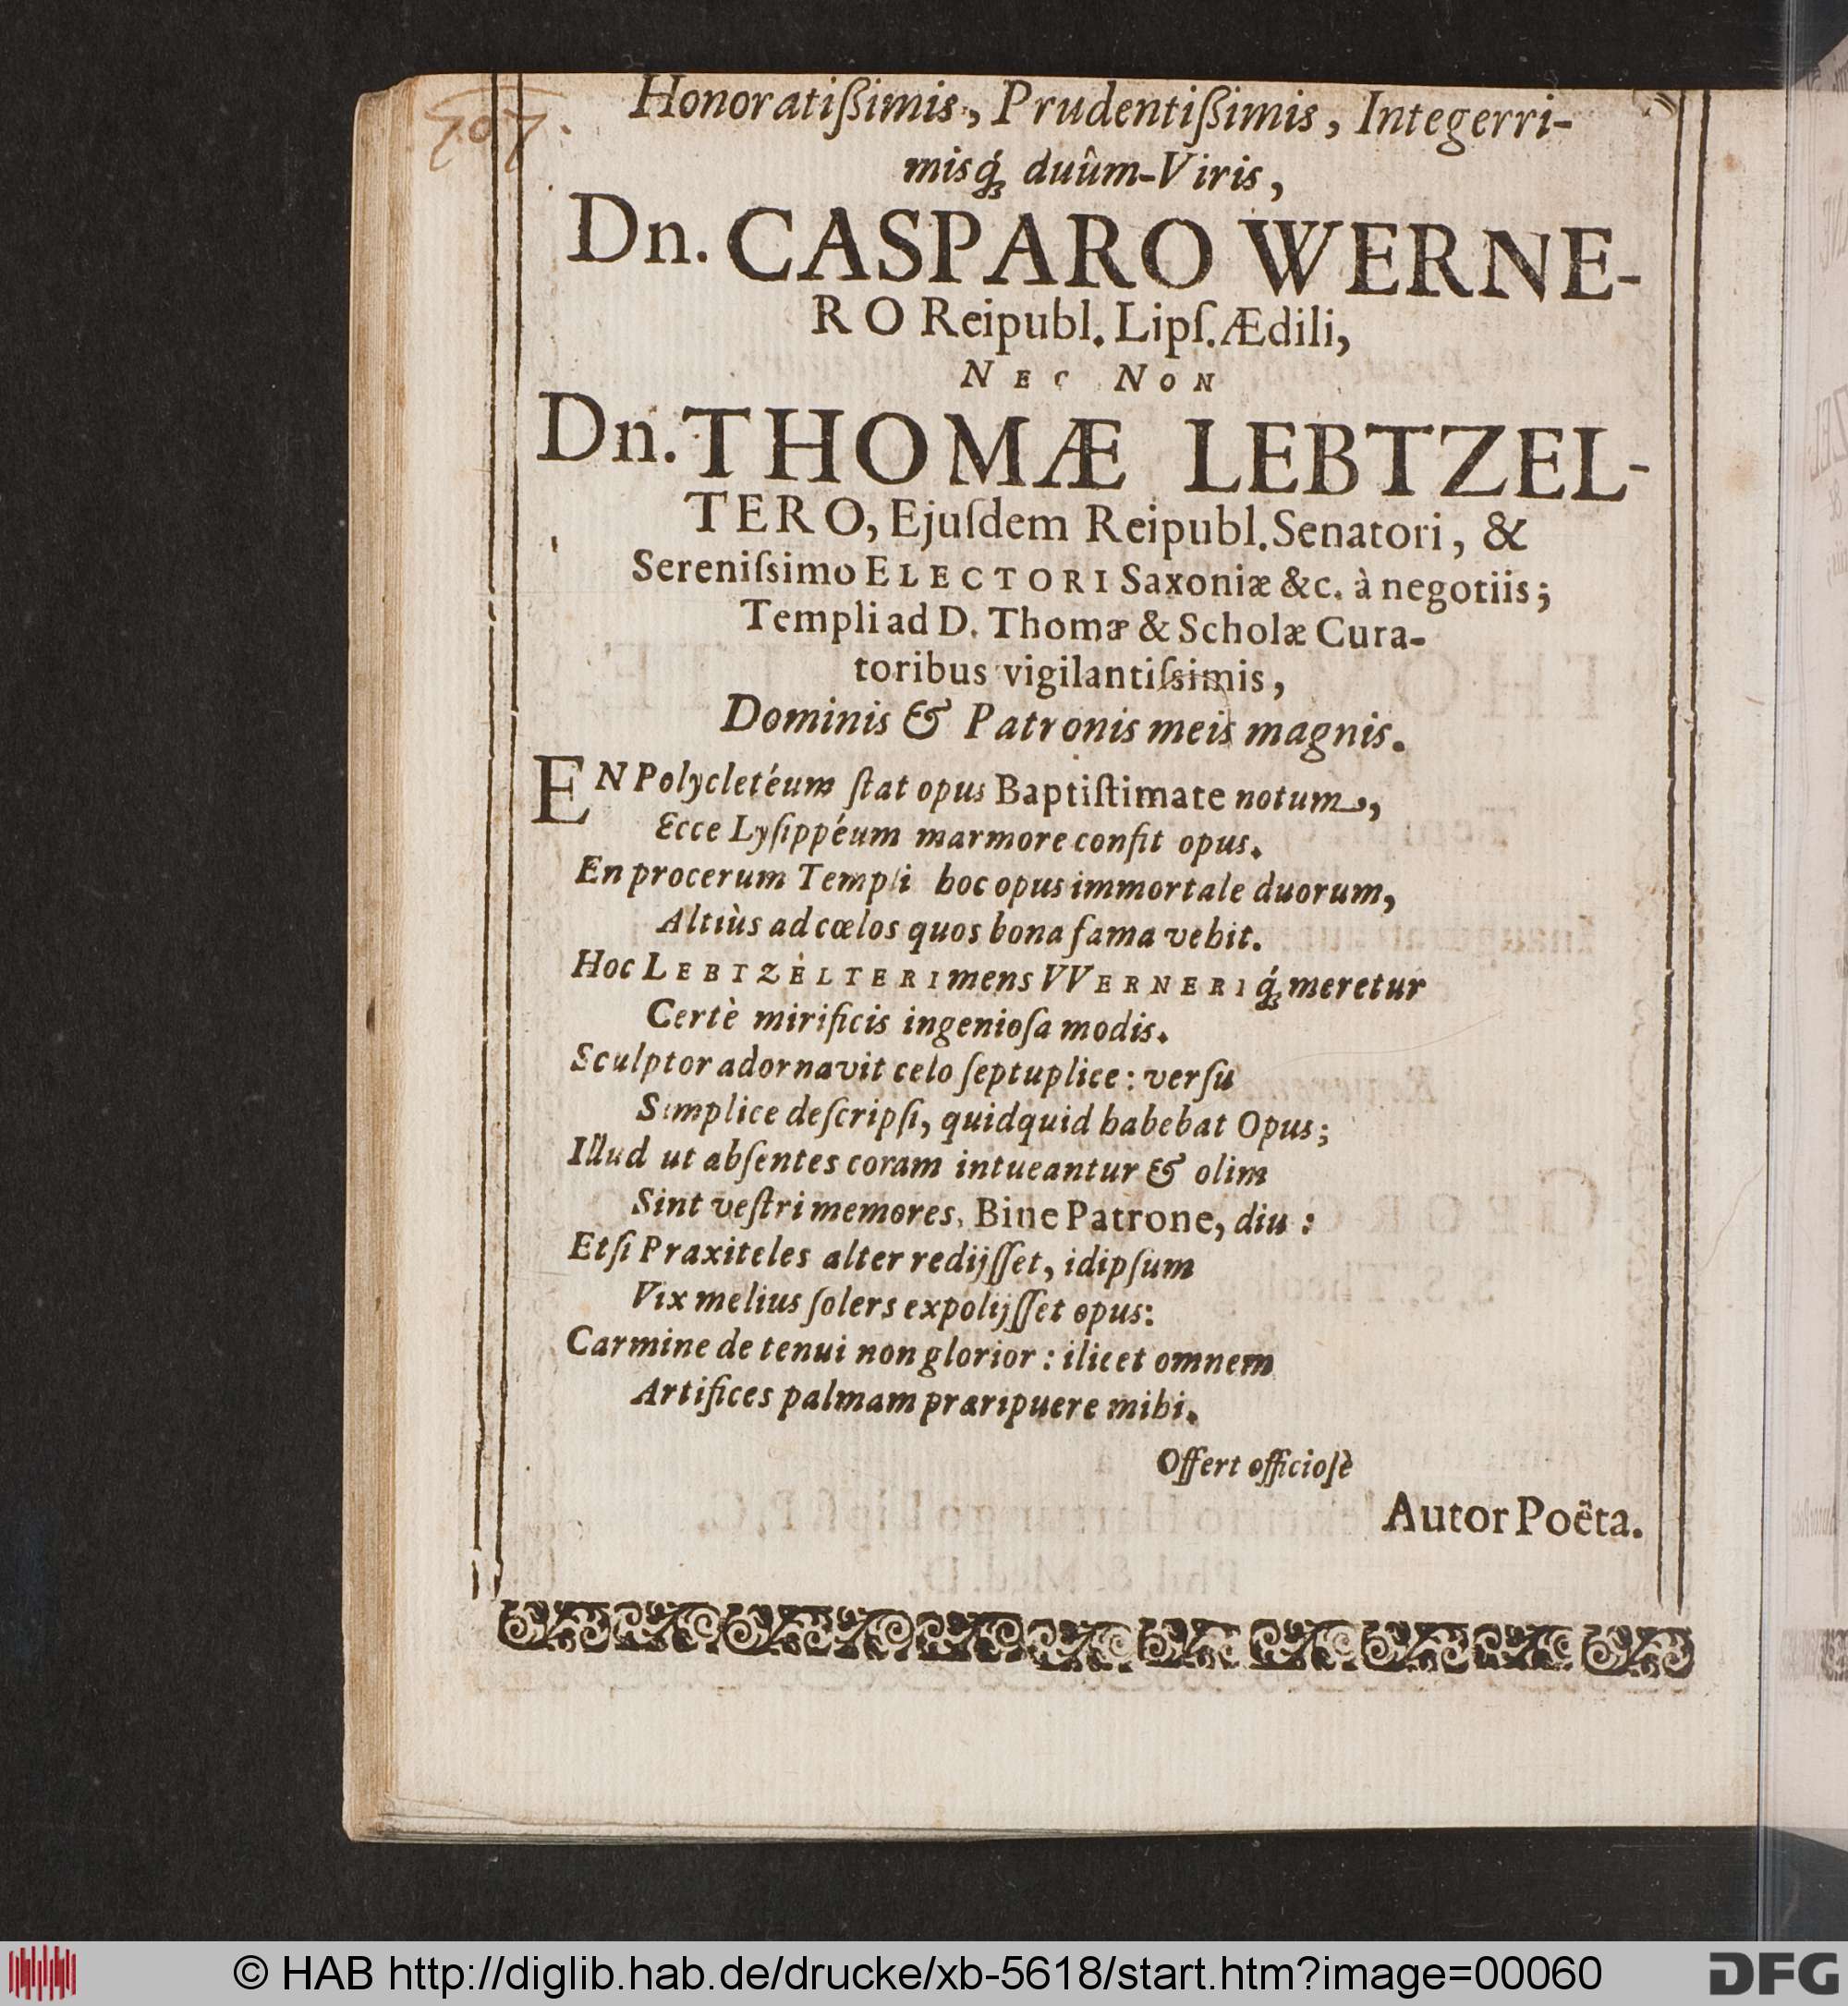 707.
Honoratißimis, Prudentißimis, Integerri-
misq́ꝫ duûm-Viris,
Dn. CASPARO WERNE-
RO Reipubl. Lipſ. Ædili,
NEC NON
Dn. THOMÆ LEBTZEL-
TERO, Ejuſdem Reipubl. Senatori, &
Sereniſsimo ELECTORI Saxoniæ &c. à negotiis;
Templi ad D. Thomæ & Scholæ Cura-
toribus vigilantiſsimis,
Dominis & Patronis meis magnis.
EN Polycletéum ſtat opus Baptiſtimate notum,
Ecce Lyſippéum marmore confit opus.
En procerum Templi hoc opus immortale duorum,
Altiùs ad cœlos quos bona fama vehit.
Hoc LEBTZÈLTERI mens VVERNERIq́ꝫ meretur
Certè mirificis ingenioſa modis.
Sculptor adornavit celo ſeptuplice: verſu
Simplice deſcripſi, quidquid habebat Opus;
Illud ut abſentes coram intueantur & olim
Sint veſtri memores, Bine Patrone, diu:
Etſi Praxiteles alter redijſſet, idipſum
Vix melius ſolers expolijſſet opus:
Carmine de tenui non glorior: ilicet omnem
Artifices palmam præripuere mihi.
Offert officioſè
Autor Poëta.
© HAB http://diglib.hab.de/drucke/xb-5618/start.htm?image=00060
DFG